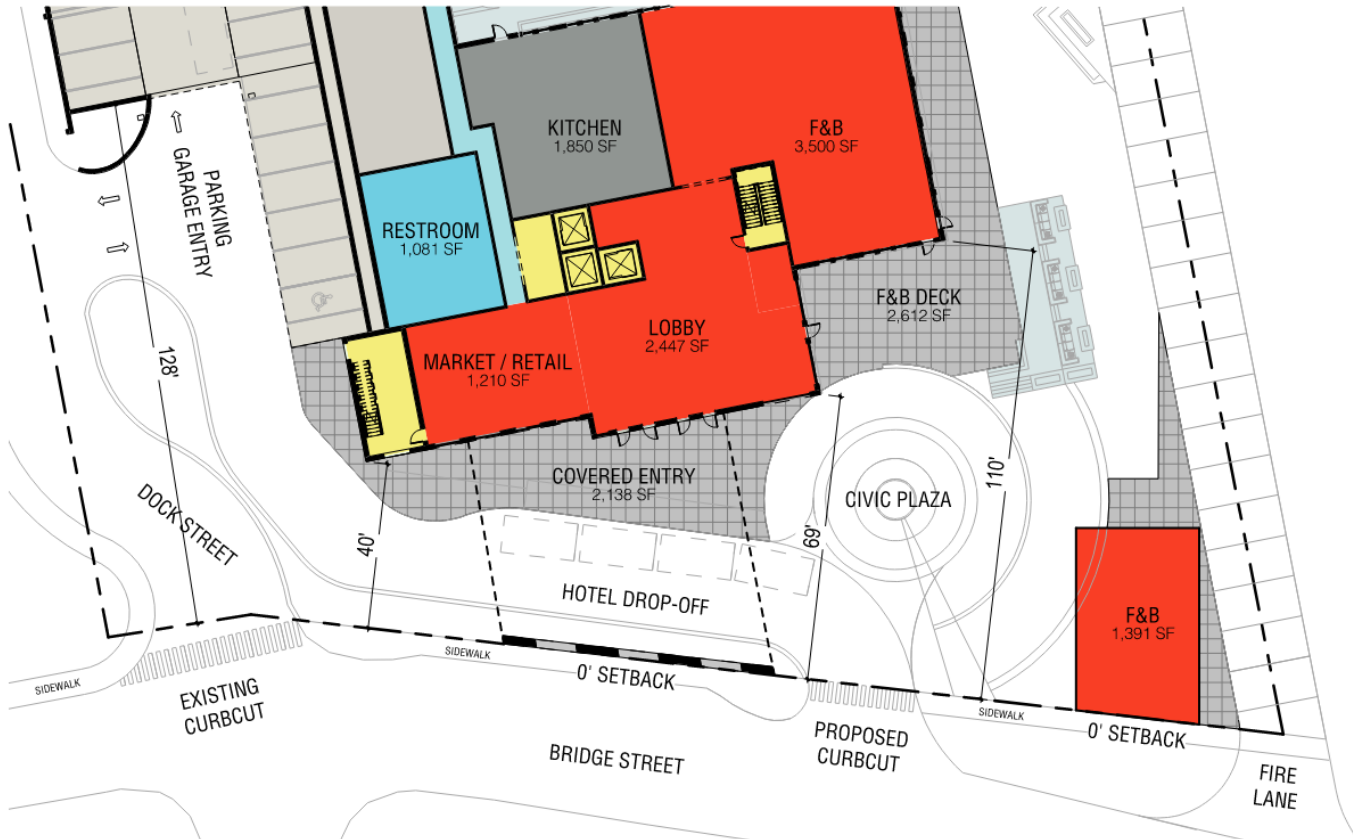 KITCHEN
1,850 SF
F&B
3,500 SF
PARKING
GARAGE ENTRY
RESTROOM
1,081 SF
F&B DECK
2,612 SF
LOBBY
2,447 SF
MARKET / RETAIL
1,210 SF
128'
COVERED ENTRY
2,138 SF
CIVIC PLAZA
110'
DOCK STREET
40'
69'
HOTEL DROP-OFF
F&B
1,391 SF
SIDEWALK
0' SETBACK
SIDEWALK
EXISTING
CURBCUT
SIDEWALK
0' SETBACK
PROPOSED
CURBCUT
BRIDGE STREET
FIRE
LANE